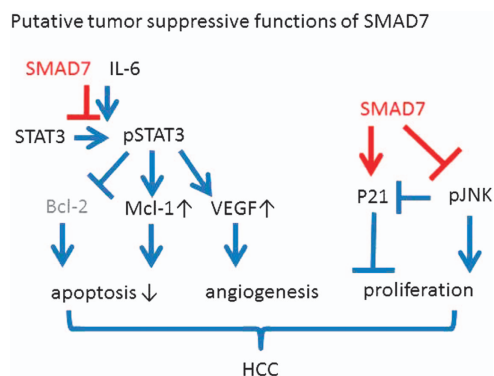 Putative tumor suppressive functions of SMAD7
SMAD7 IL-6
SMAD7
STAT3 pSTAT3
Bcl-2 Mcl-1↑ VEGF↑ P21 pJNK
apoptosis↓ angiogenesis proliferation
HCC